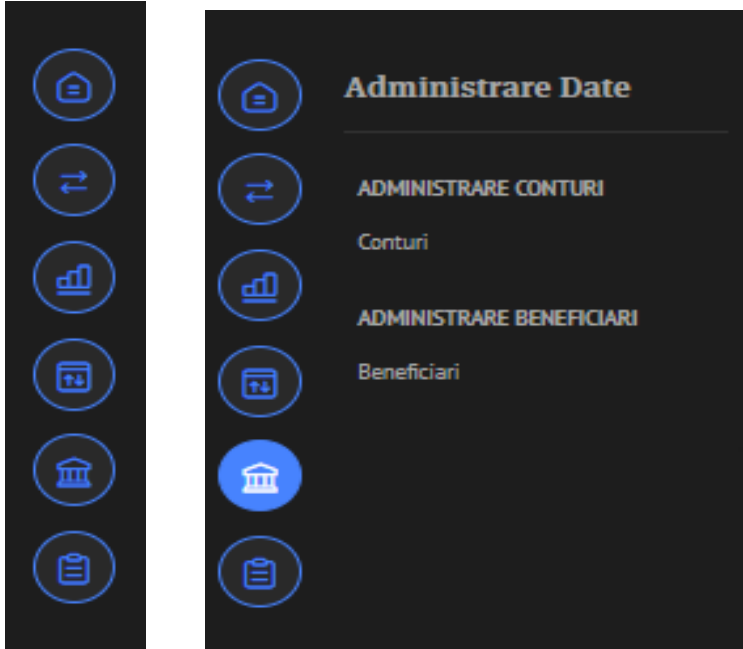 Administrare Date
ADMINISTRARE CONTURI
Conturi
ADMINISTRARE BENEFICIARI
Beneficiari